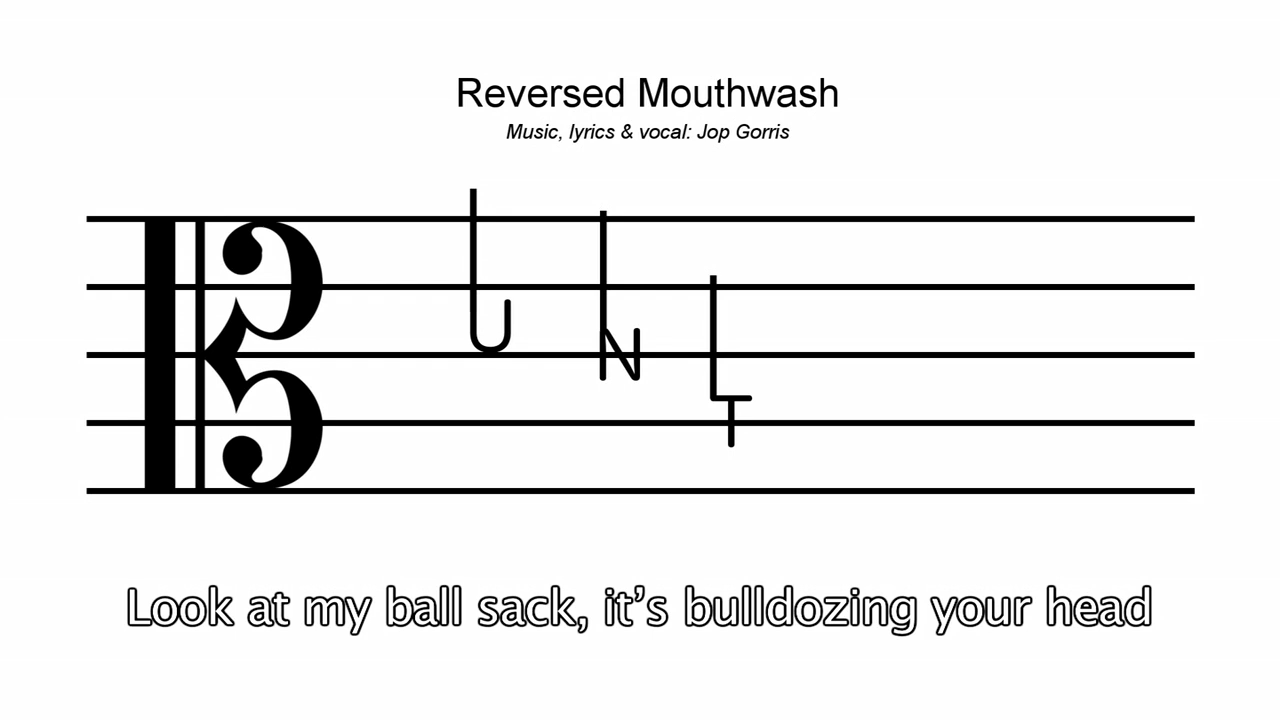 Reversed Mouthwash
Music, lyrics & vocal: Jop Gorris
U N T
Look at my ball sack, it's bulldozing your head